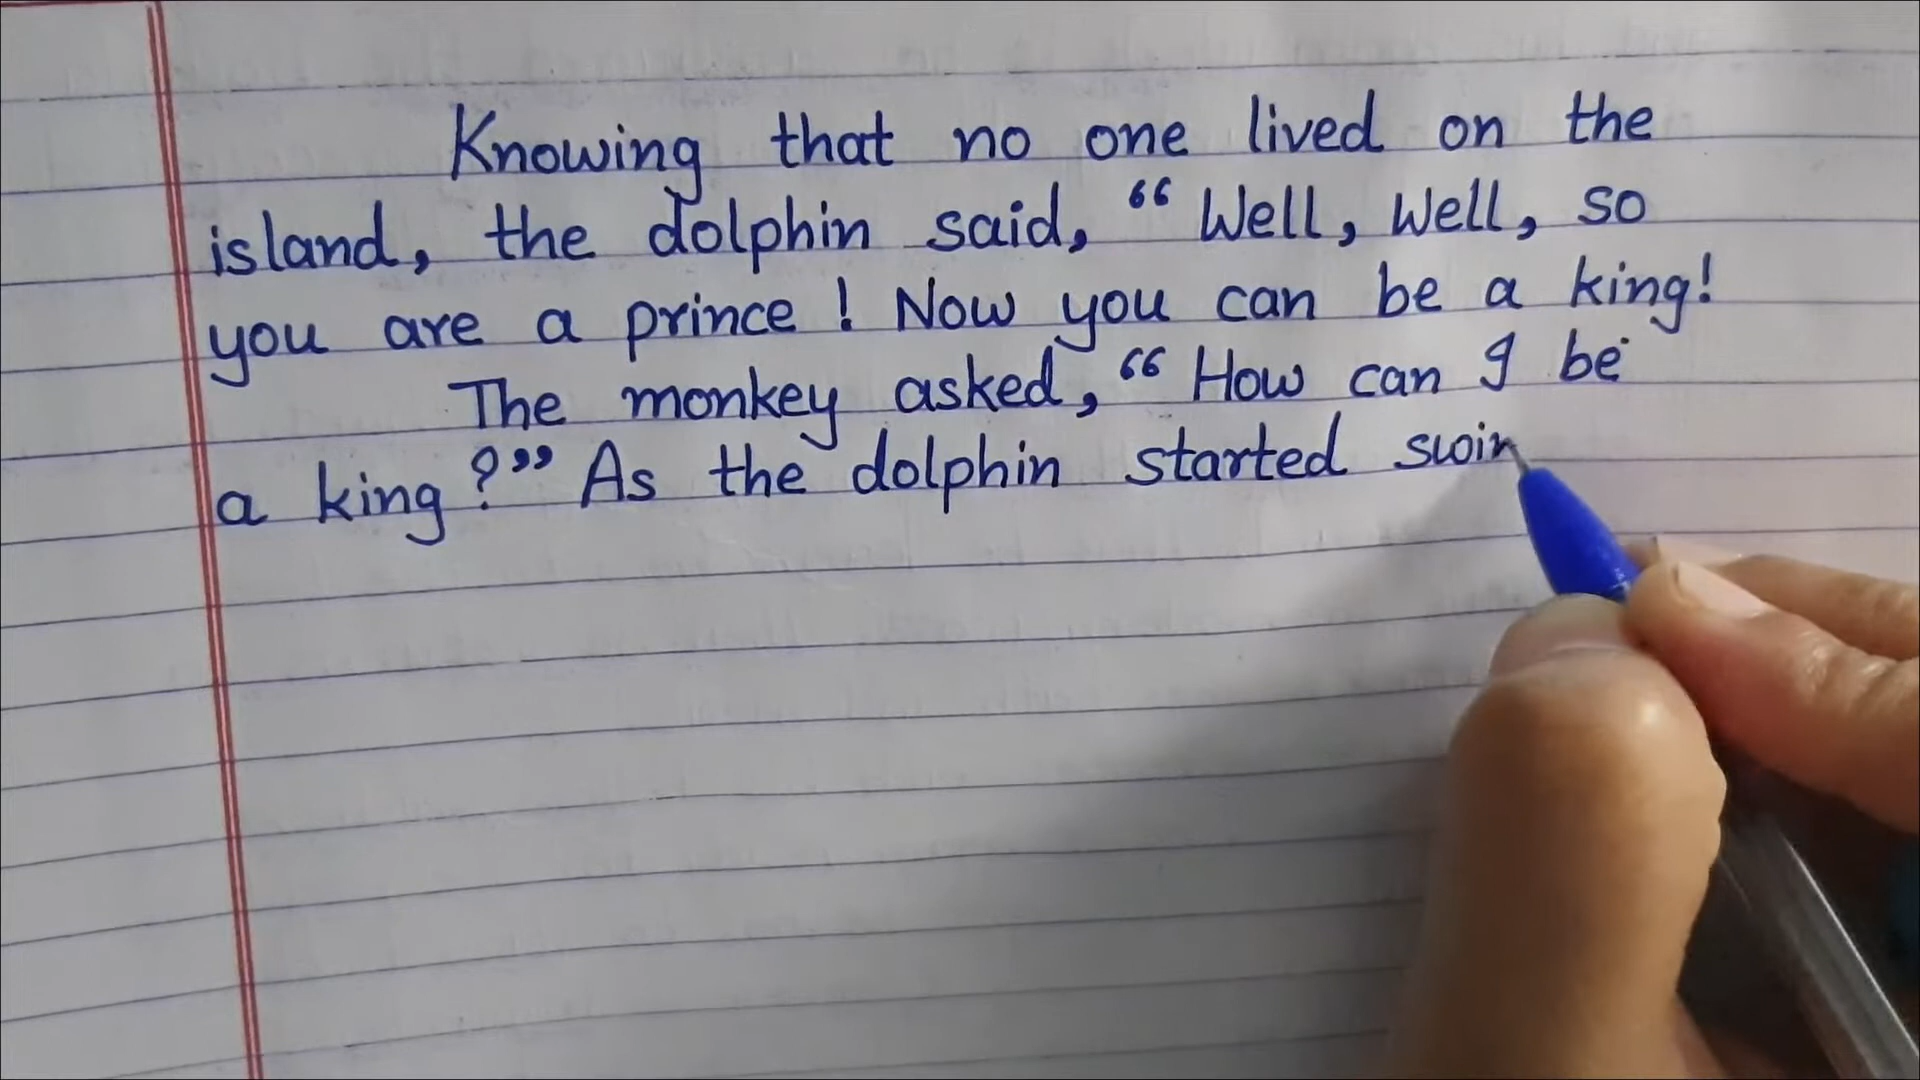 Knowing that no one lived on the
island, the dolphin said, “ Well, Well, so
you are a prince ! Now you can be a king!
The monkey asked, “ How can I be
a king ?” As the dolphin started swim